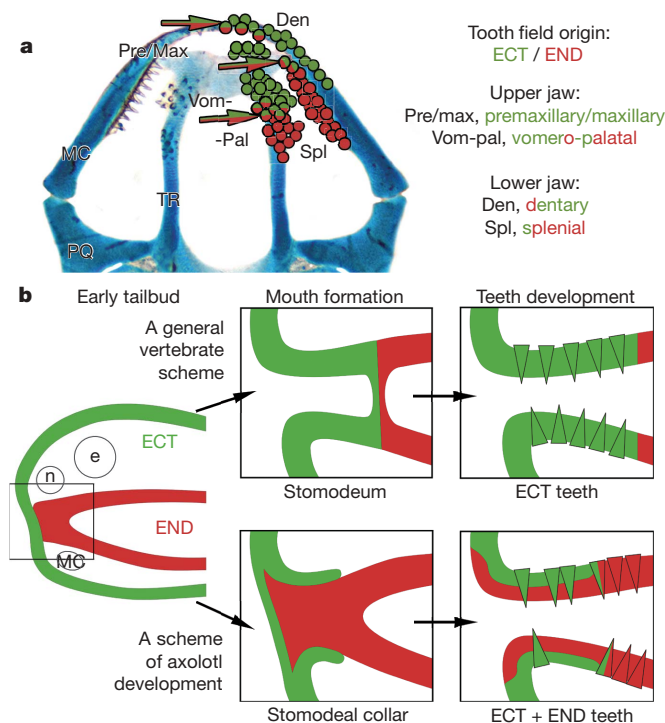 a
Den
Pre/Max
Vom-
-Pal
Spl
MC
TR
PQ
Tooth field origin:
ECT / END
Upper jaw:
Pre/max, premaxillary/maxillary
Vom-pal, vomero-palatal
Lower jaw:
Den, dentary
Spl, splenial
b
Early tailbud
Mouth formation
Teeth development
A general
vertebrate
scheme
ECT
e
n
END
MC
Stomodeum
ECT teeth
A scheme
of axolotl
development
Stomodeal collar
ECT + END teeth